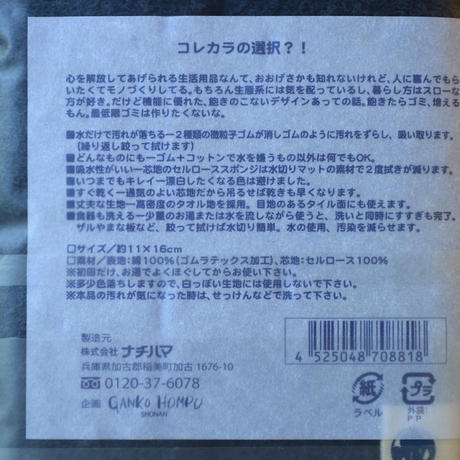 コレカラの選択？！
心を解放してあげられる生活用品なんて、おおげさかも知れないけれど、人に喜んでもら
いたくてモノづくりしてる。もちろん生態系には気を配っているし、暮らし方はスローな
方が好き。だけど機能に優れた、飽きのこないデザインあっての話。飽きたらゴミ、増える
もん。最低限ゴミは作りたくないな。
■水だけで汚れが落ちる－２種類の微粒子ゴムが消しゴムのように汚れをずらし、吸い取ります。
(繰り返し絞って拭けます)
■どんなものにも－ゴム＋コットンで水を嫌うもの以外は何でもOK。
■吸水性がいい－芯地のセルローススポンジは水切りマットの素材で２度拭きが減ります。
■いつまでもキレイ－漂白したくなる色は避けました。
■すぐ乾く－通気のよい芯地だから吊るせば乾きも早くなります。
■丈夫な生地－高密度のタオル地を採用。目地のあるタイル面にも使えます。
■食器も洗える－少量のお湯または水を流しながら使うと、洗いと同時にすすぎも完了。
ザルやまな板など、絞って拭けば水切り簡単。水の使用、汚染を減らせます。
□サイズ／約11×16cm
□素材／表地：綿100％(ゴムラテックス加工)、芯地：セルロース100％
※初回だけ、お湯でよくほぐしてからお使い下さい。
※多少色落ちしますので、白っぽい生地には使用しないで下さい。
※本品の汚れが気になった時は、せっけんなどで洗って下さい。
製造元
株式会社 ナチハマ
兵庫県加古郡稲美町加古 1676-10
0120-37-6078
企画 GANKO HOMPO
SHONAN
4 525048 708818
紙
ラベル
プラ
外袋：
PP